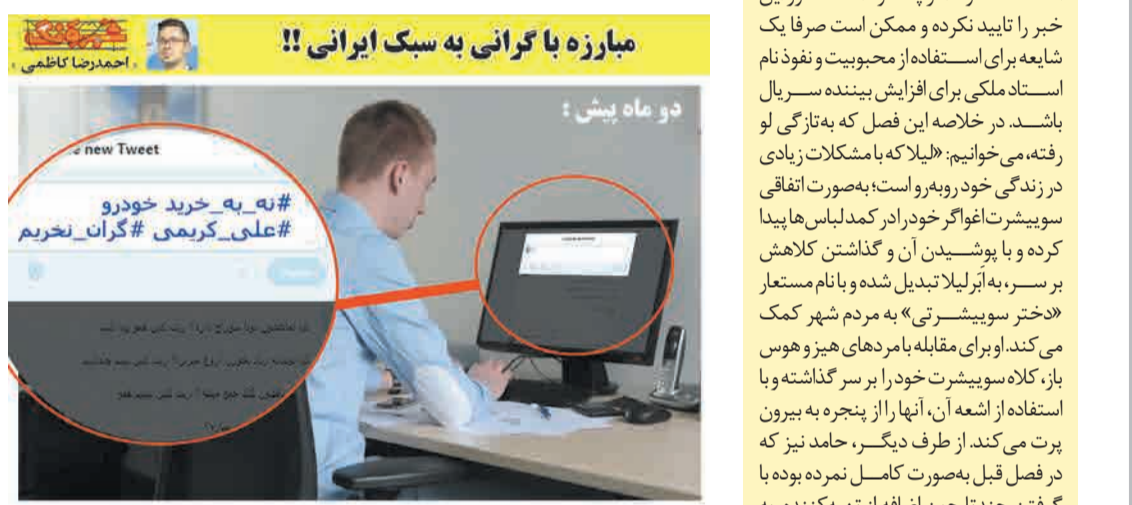 مبارزه با گرانی به سبک ایرانی !!
شهرونگ
احمدرضا کاظمی
دو ماه پیش :
new Tweet
#نه_به_خرید خودرو
#علی_کریمی #گران_نخریم
خبر را تایید نکرده و ممکن است صرفا یک
شایعه برای استفاده از محبوبیت و نفوذ نام
استاد ملکی برای افزایش بیننده سریال
باشد. در خلاصه این فصل که به‌تازگی لو
رفته، می‌خوانیم: «لیلا که با مشکلات زیادی
در زندگی خود روبه‌رو است؛ به‌صورت اتفاقی
سوییشرت اغواگر خود را در کمد لباس‌ها پیدا
کرده و با پوشیدن آن و گذاشتن کلاهش
بر سر، به اَبَر لیلا تبدیل شده و با نام مستعار
«دختر سوییشرتی» به مردم شهر کمک
می‌کند. او برای مقابله با مردهای هیز و هوس
باز، کلاه سوییشرت خود را بر سر گذاشته و با
استفاده از اشعه آن، آنها را از پنجره به بیرون
پرت می‌کند. از طرف دیگر، حامد نیز که
در فصل قبل به‌صورت کامل نمرده بوده با